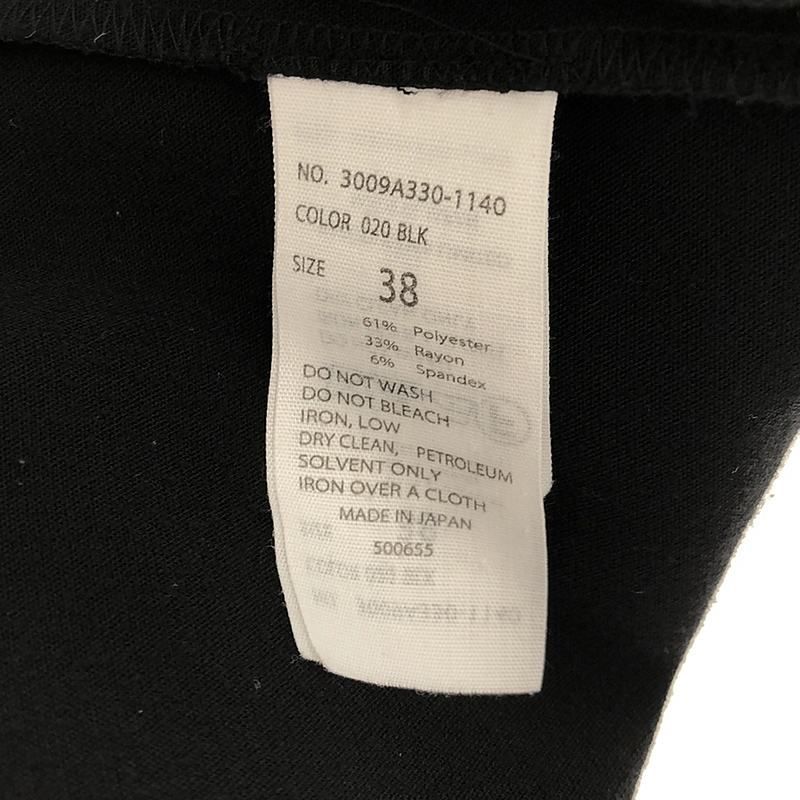 NO. 3009A330-1140
COLOR 020 BLK
SIZE 38
61% Polyester
33% Rayon
6% Spandex
DO NOT WASH
DO NOT BLEACH
IRON, LOW
DRY CLEAN, PETROLEUM
SOLVENT ONLY
IRON OVER A CLOTH
MADE IN JAPAN
500655